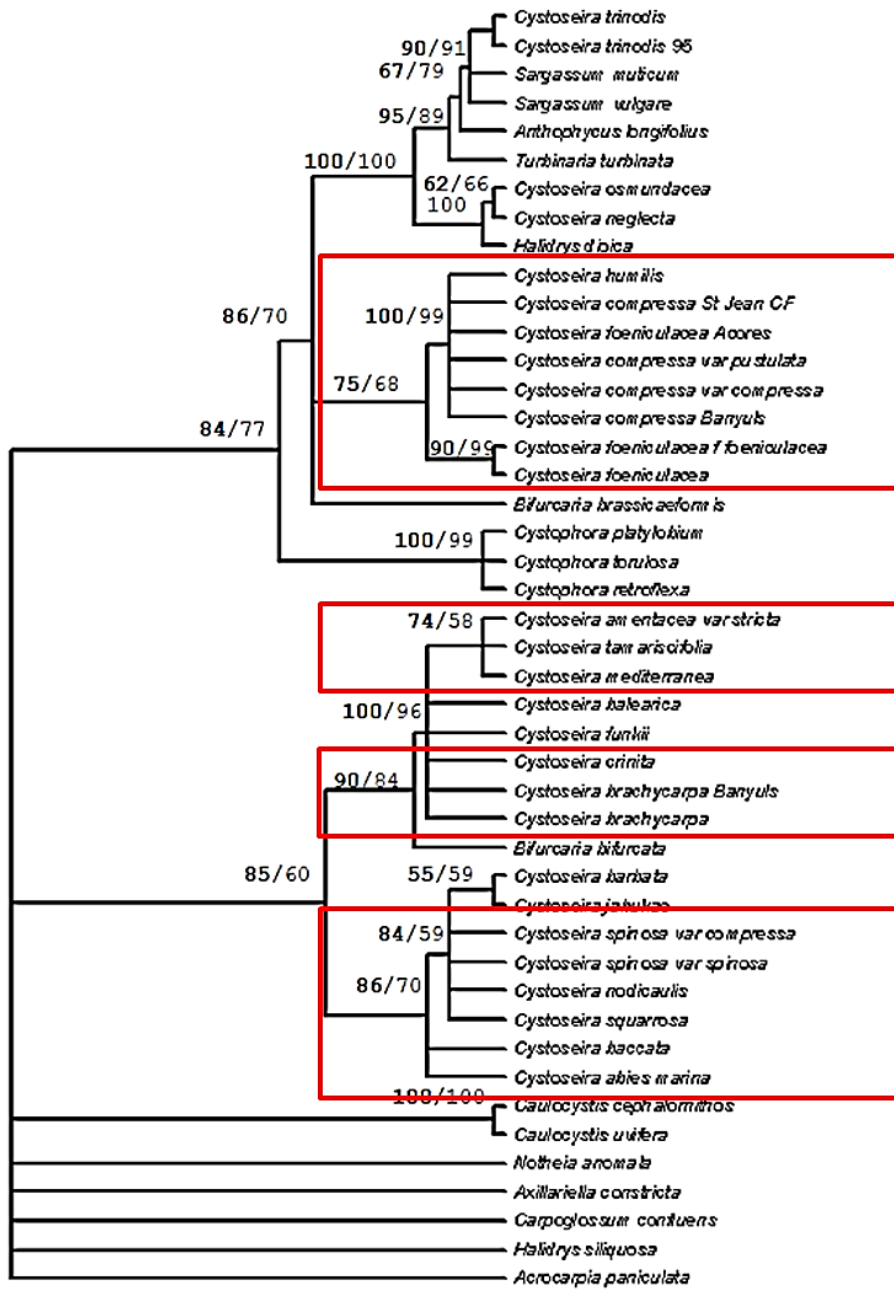 Cystoseira trinodis
90/91
Cystoseira trinodis 95
67/79
Sargassum muticum
Sargassum vulgare
95/89
Anthophycus longifolius
100/100
Turbinaria turbinata
62/66
Cystoseira osmundacea
100
Cystoseira neglecta
Halidrys dioica
Cystoseira humilis
Cystoseira compressa St Jean CF
86/70
100/99
Cystoseira foeniculacea Acores
Cystoseira compressa var pustulata
75/68
Cystoseira compressa var compressa
Cystoseira compressa Banyuls
84/77
90/99
Cystoseira foeniculacea f foeniculacea
Cystoseira foeniculacea
Bifurcaria brassicaeformis
Cystophora platylobium
100/99
Cystophora torulosa
Cystophora retroflexa
74/58
Cystoseira amentacea var stricta
Cystoseira tamariscifolia
Cystoseira mediterranea
100/96
Cystoseira balearica
Cystoseira funkii
Cystoseira crinita
90/84
Cystoseira brachycarpa Banyuls
Cystoseira brachycarpa
Bifurcaria bifurcata
85/60
55/59
Cystoseira barbata
Cystoseira
84/59
Cystoseira spinosa var compressa
Cystoseira spinosa var spinosa
86/70
Cystoseira nodicaulis
Cystoseira squarrosa
Cystoseira baccata
Cystoseira abies marina
100/100
Caulocystis cephalornithos
Caulocystis uvifera
Notheia anomala
Axillariella constricta
Carpoglossum confluens
Halidrys siliquosa
Acrocarpia paniculata